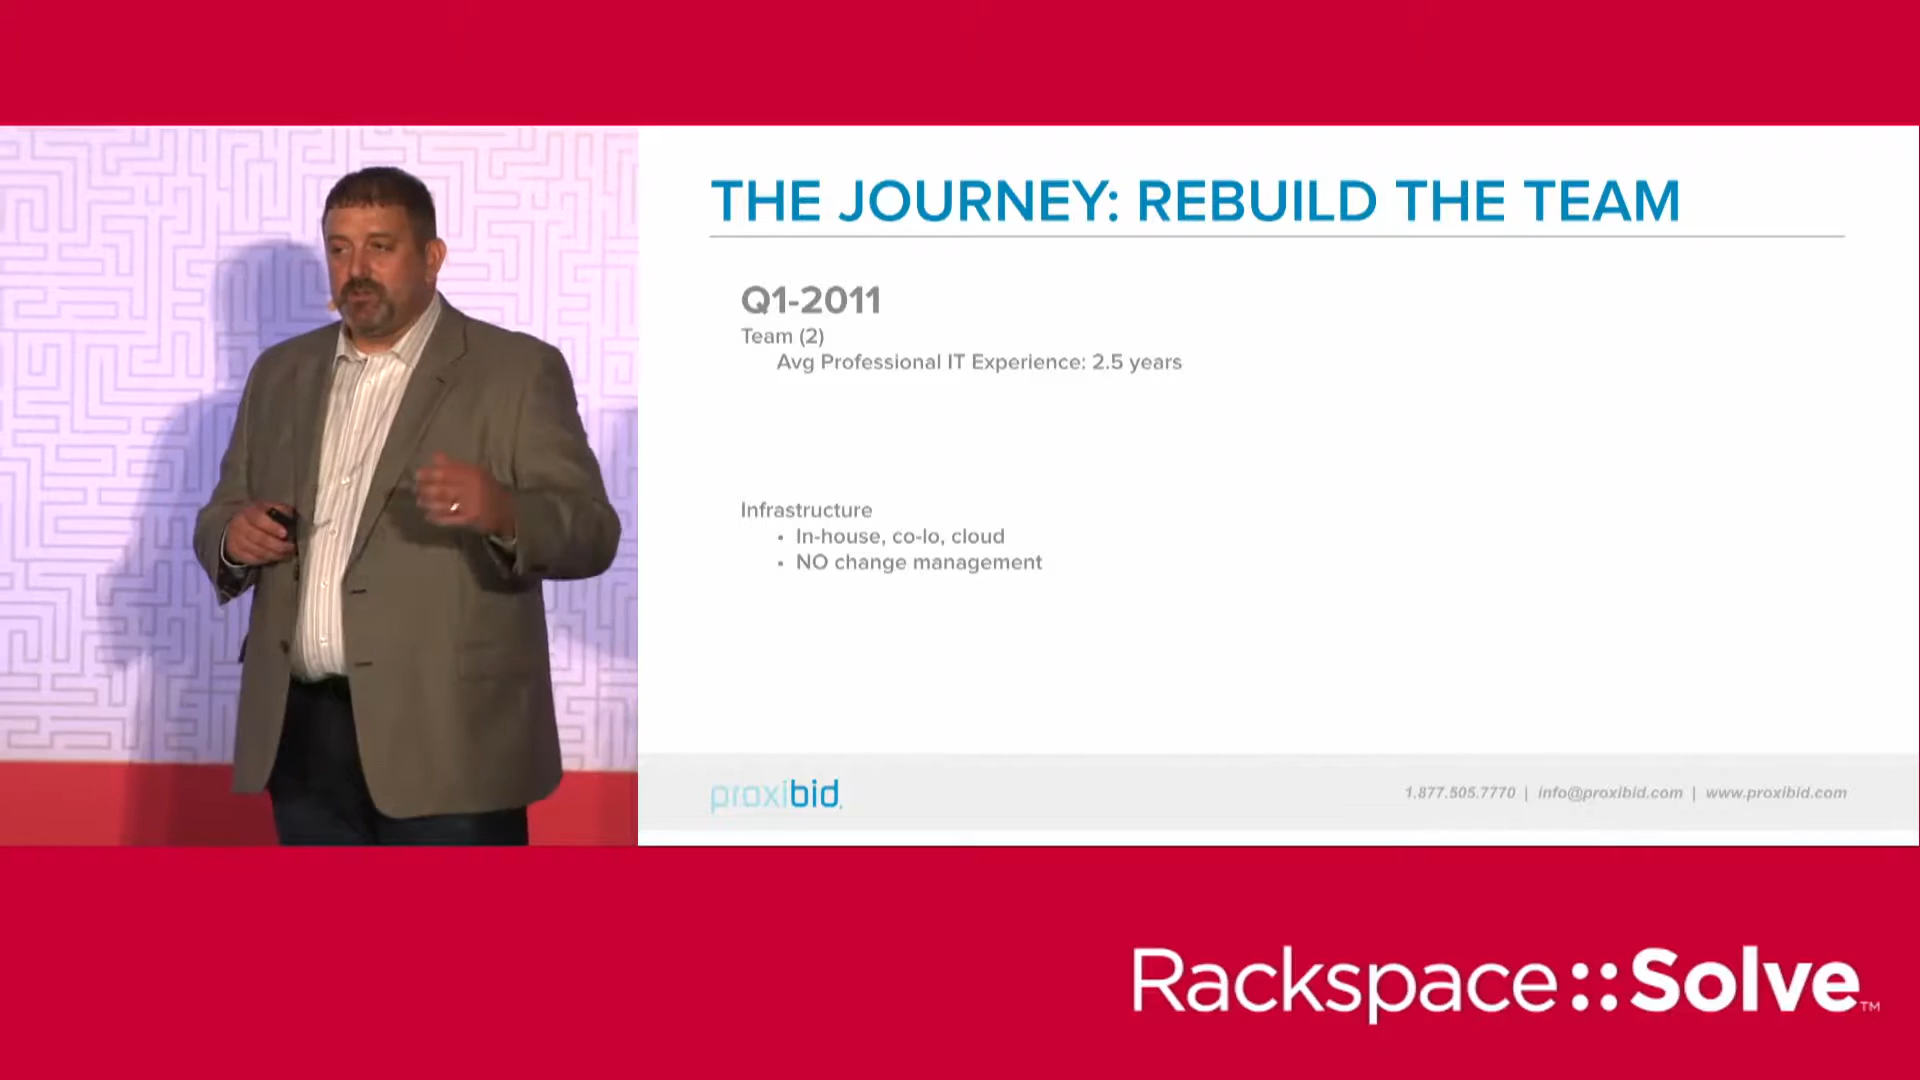 THE JOURNEY: REBUILD THE TEAM
Q1-2011
Team (2)
Avg Professional IT Experience: 2.5 years
Infrastructure
• In-house, co-lo, cloud
• NO change management
proxibid
1.877.505.7770 | info@proxibid.com | www.proxibid.com
Rackspace::Solve™